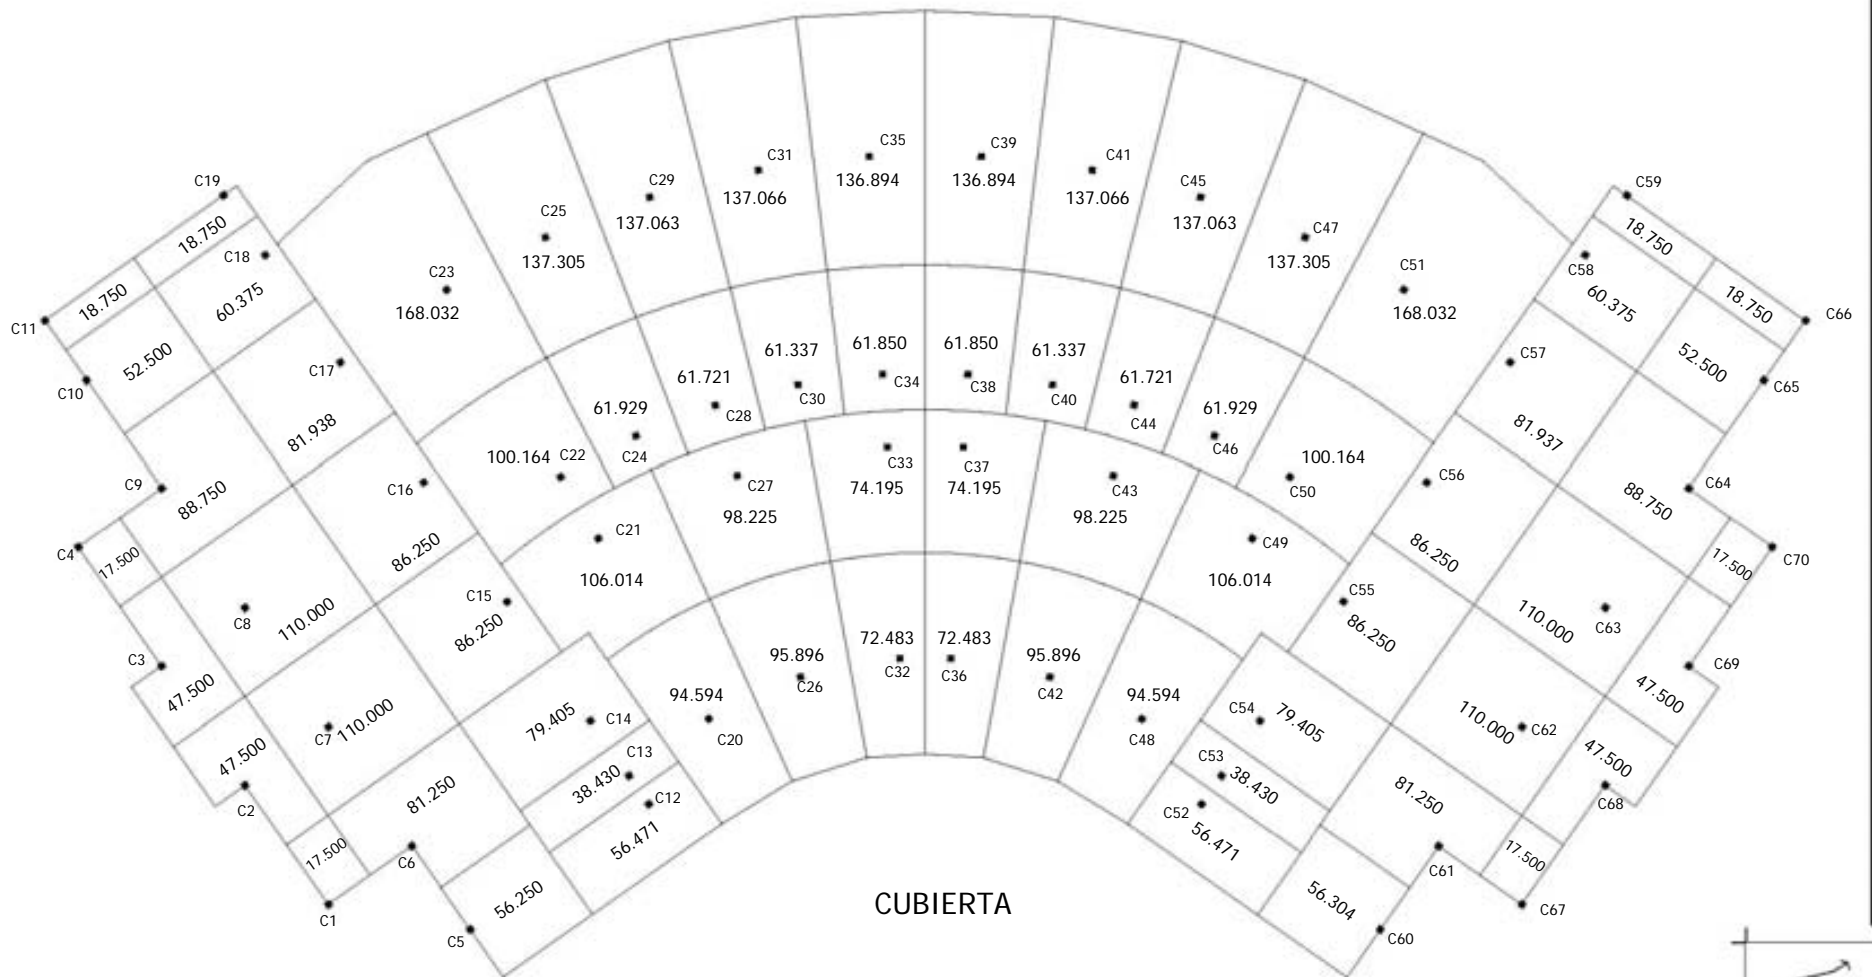 C35
C39
C31
136.894
136.894
C41
137.066
137.066
C29
C45
137.063
137.063
C25
C47
137.305
137.305
C19
C59
18.750
18.750
C18
C58
C23
C51
168.032
168.032
60.375
60.375
18.750
18.750
C11
C66
61.337
61.850
61.850
61.337
52.500
52.500
C10
C65
C17
C57
61.721
C30
C34
C38
C40
61.721
C28
C44
61.929
61.929
C24
C46
81.938
81.937
100.164
C22
C50
100.164
C33
C37
74.195
74.195
C27
C43
98.225
98.225
C9
C64
C16
C56
88.750
88.750
C21
C49
106.014
106.014
C4
C70
17.500
17.500
86.250
86.250
C15
C55
86.250
86.250
C8
C63
110.000
110.000
C3
C69
72.483
72.483
95.896
95.896
C32
C36
C26
C42
47.500
47.500
94.594
94.594
C20
C48
C14
C54
79.405
79.405
C7
110.000
110.000
C62
C13
C53
47.500
47.500
38.430
38.430
C2
C68
C12
C52
81.250
81.250
56.471
56.471
17.500
17.500
C6
C61
C1
C67
56.250
56.304
C5
C60
CUBIERTA